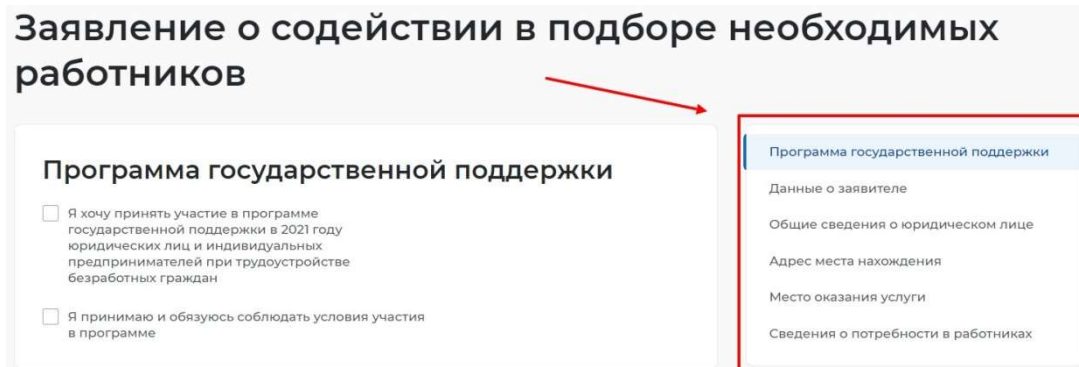 Заявление о содействии в подборе необходимых
работников
Программа государственной поддержки
Я хочу принять участие в программе
государственной поддержки в 2021 году
юридических лиц и индивидуальных
предпринимателей при трудоустройстве
безработных граждан
Я принимаю и обязуюсь соблюдать условия участия
в программе
Программа государственной поддержки
Данные о заявителе
Общие сведения о юридическом лице
Адрес места нахождения
Место оказания услуги
Сведения о потребности в работниках